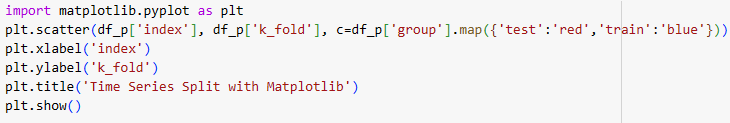 import matplotlib.pyplot as plt
plt.scatter(df_p['index'], df_p['k_fold'], c=df_p['group'].map({'test':'red','train':'blue'}))
plt.xlabel('index')
plt.ylabel('k_fold')
plt.title('Time Series Split with Matplotlib')
plt.show()